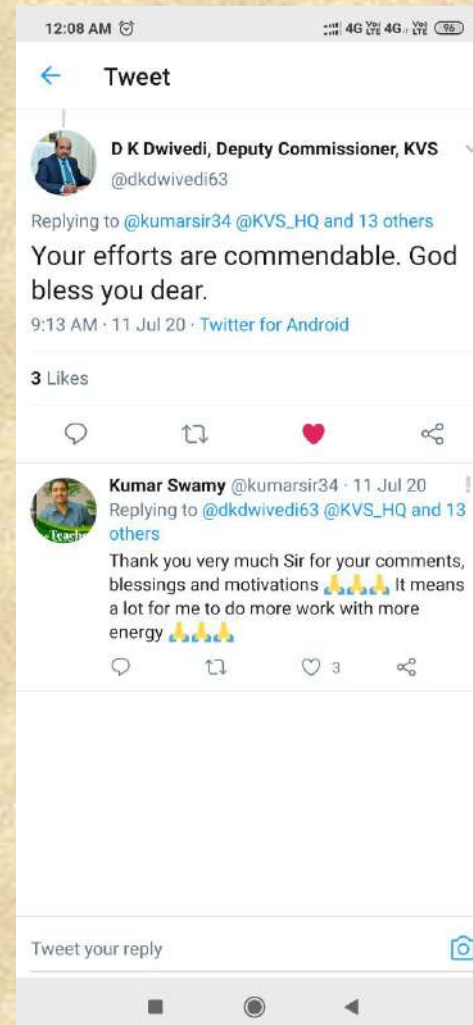 12:08 AM 4G VoLTE 4G VoLTE 96
Tweet
D K Dwivedi, Deputy Commissioner, KVS
@dkdwivedi63
Replying to @kumarsir34 @KVS_HQ and 13 others
Your efforts are commendable. God
bless you dear.
9:13 AM · 11 Jul 20 · Twitter for Android
3 Likes
Kumar Swamy @kumarsir34 · 11 Jul 20
Replying to @dkdwivedi63 @KVS_HQ and 13
others
Teach
Thank you very much Sir for your comments,
blessings and motivations 🙏🙏🙏 It means
a lot for me to do more work with more
energy 🙏🙏🙏
3
Tweet your reply